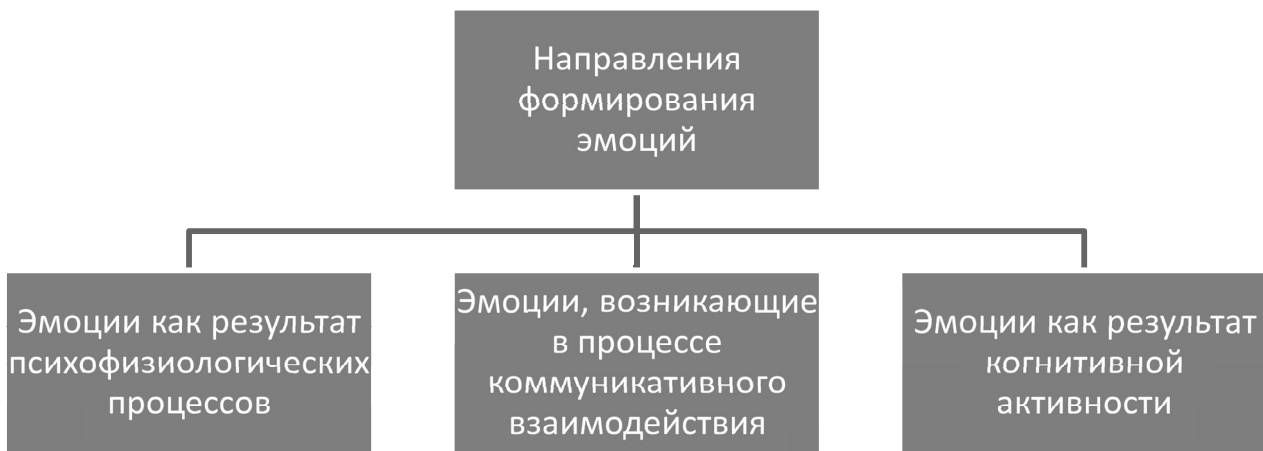 Направления
формирования
эмоций
Эмоции как результат
психофизиологических
процессов
Эмоции, возникающие
в процессе
коммуникативного
взаимодействия
Эмоции как результат
когнитивной
активности